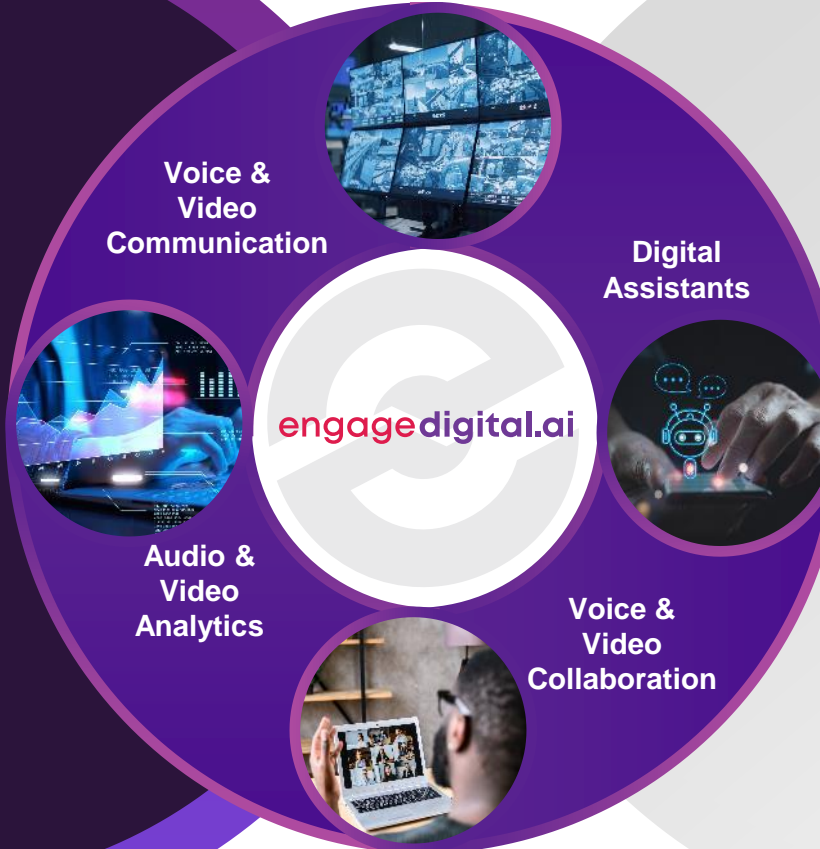 Voice &
Video
Communication
Digital
Assistants
engagedigital.ai
Audio &
Video
Analytics
Voice &
Video
Collaboration